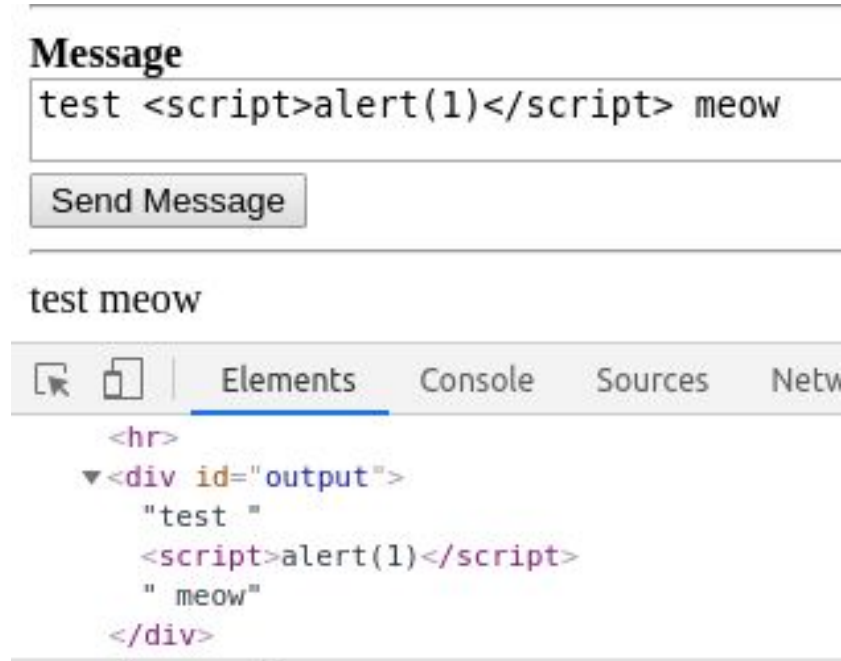 Message
test <script>alert(1)</script> meow
Send Message
test meow
Elements Console Sources Netw
<hr>
▼<div id="output">
"test "
<script>alert(1)</script>
" meow"
</div>